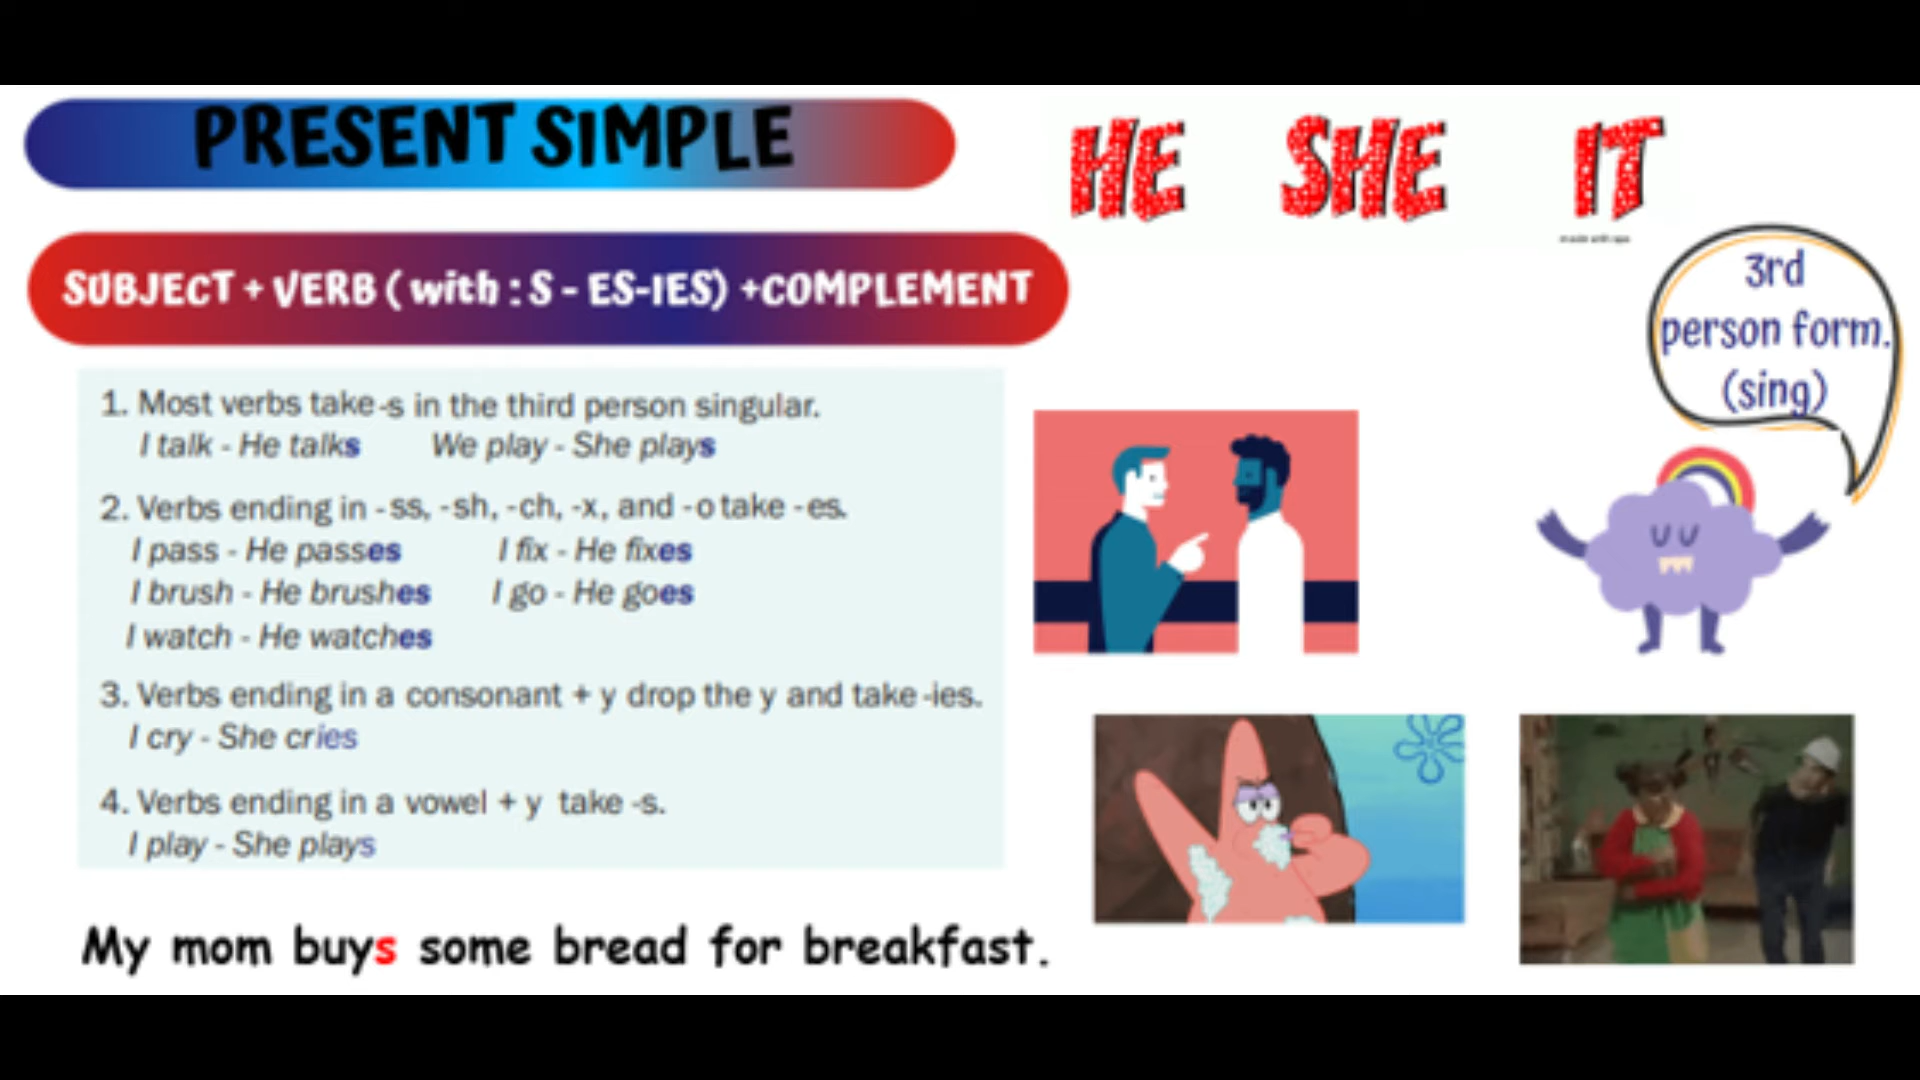 PRESENT SIMPLE
HE SHE IT
SUBJECT + VERB ( with : S - ES-IES) +COMPLEMENT
3rd
person form.
(sing)
1. Most verbs take -s in the third person singular.
I talk - He talks We play - She plays
2. Verbs ending in -ss, -sh, -ch, -x, and -o take -es.
I pass - He passes I fix - He fixes
I brush - He brushes I go - He goes
I watch - He watches
3. Verbs ending in a consonant + y drop the y and take -ies.
I cry - She cries
4. Verbs ending in a vowel + y take -s.
I play - She plays
My mom buys some bread for breakfast.